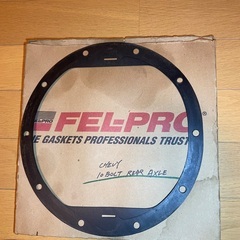 FEL-PRO
THE GASKETS PROFESSIONALS TRUST
CHEVY
10 BOLT REAR AXLE